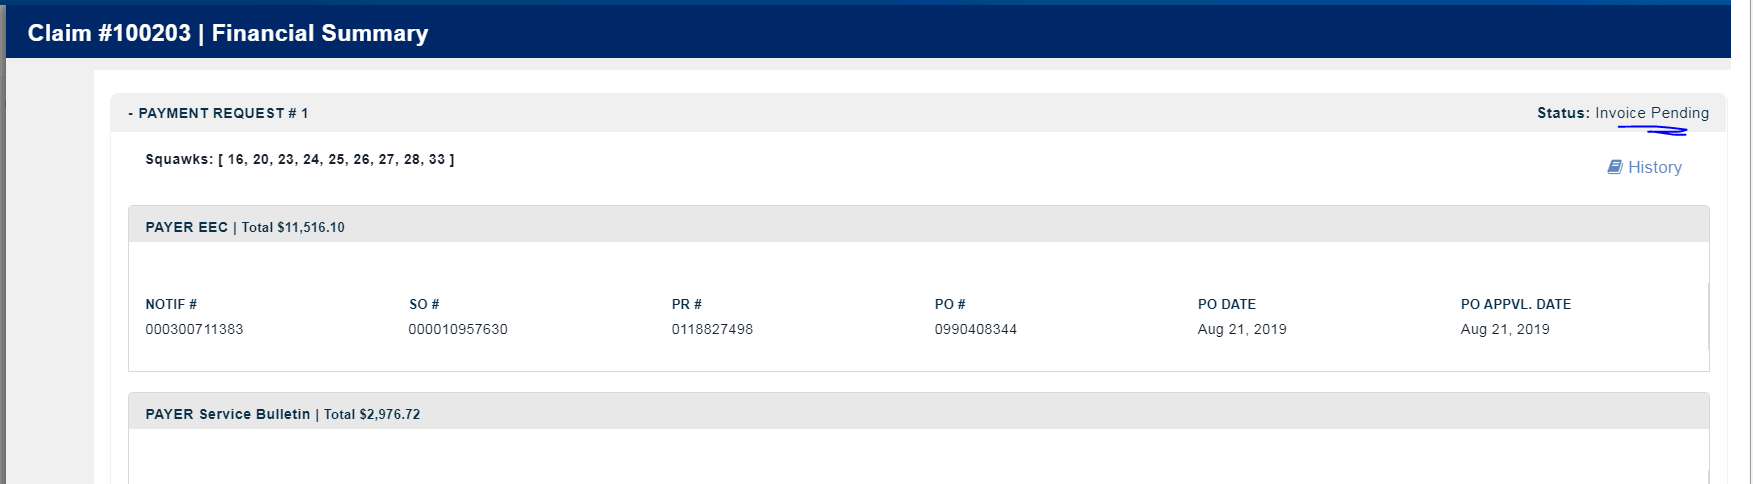 Claim #100203 | Financial Summary
- PAYMENT REQUEST # 1
Status: Invoice Pending
Squawks: [ 16, 20, 23, 24, 25, 26, 27, 28, 33 ]
History
PAYER EEC | Total $11,516.10
NOTIF # SO # PR # PO # PO DATE PO APPVL. DATE
000300711383 000010957630 0118827498 0990408344 Aug 21, 2019 Aug 21, 2019
PAYER Service Bulletin | Total $2,976.72